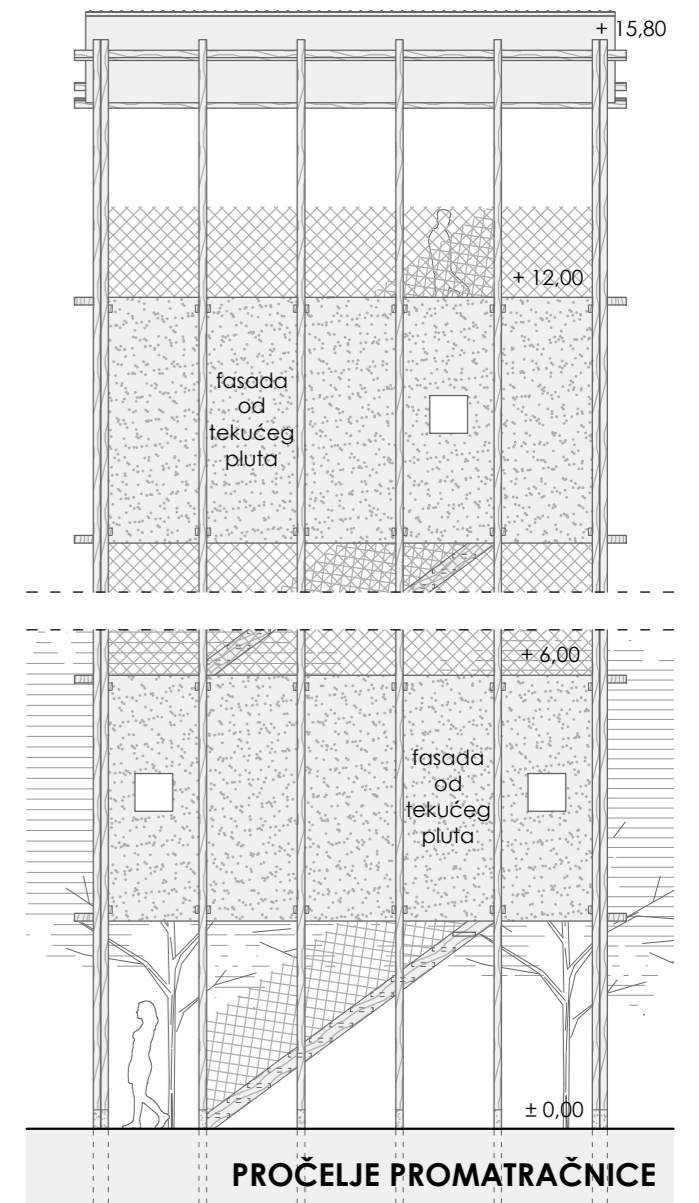 + 15,80
+ 12,00
fasada
od
tekućeg
pluta
+ 6,00
fasada
od
tekućeg
pluta
± 0,00
PROČELJE PROMATRAČNICE